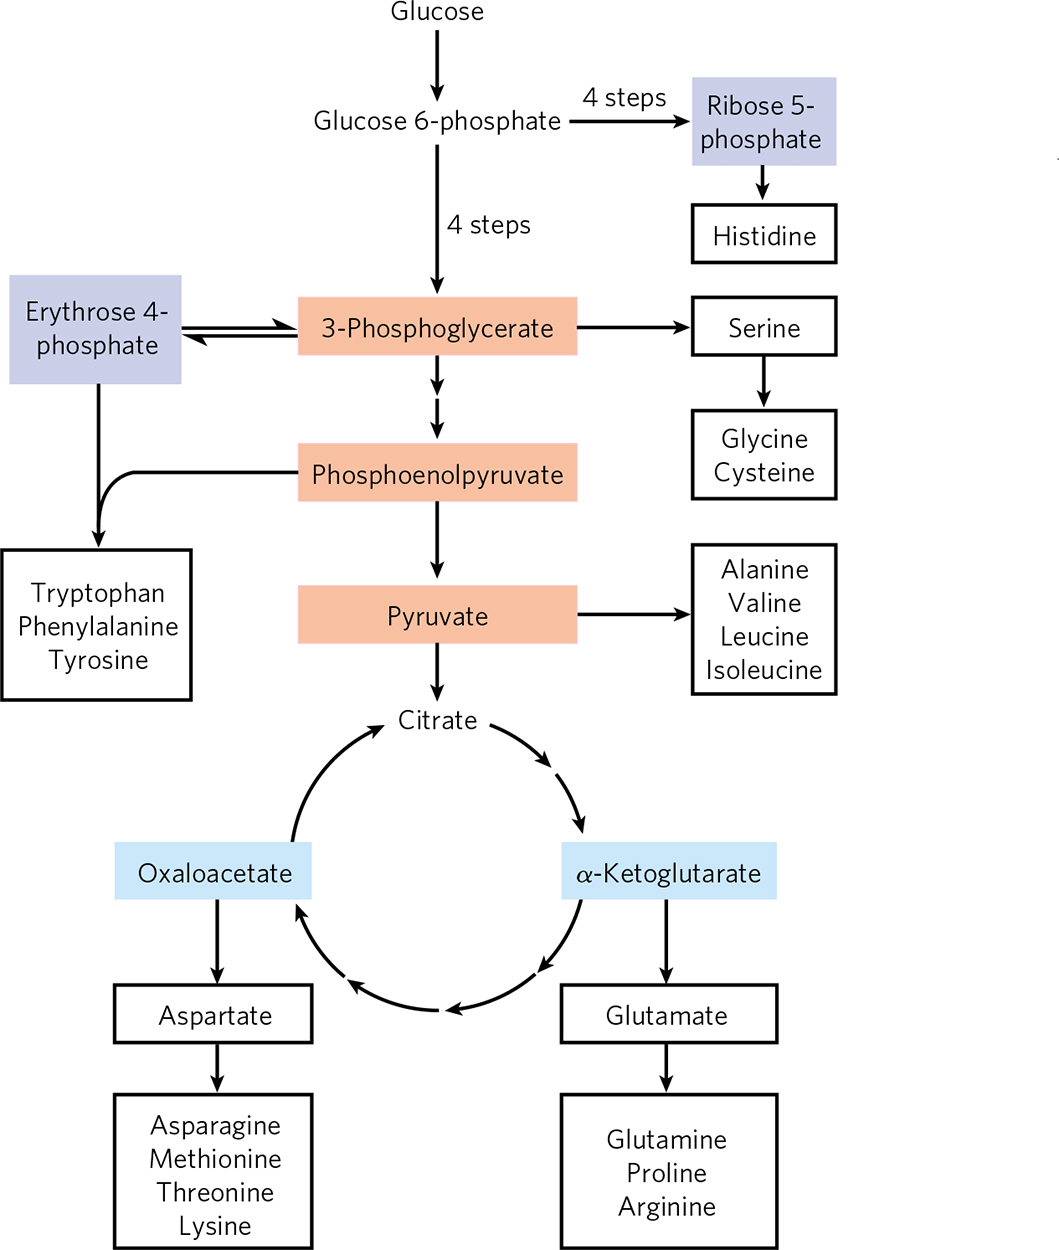 Glucose
Glucose 6-phosphate
4 steps
Ribose 5-
phosphate
Histidine
4 steps
Erythrose 4-
phosphate
3-Phosphoglycerate
Serine
Glycine
Cysteine
Phosphoenolpyruvate
Tryptophan
Phenylalanine
Tyrosine
Pyruvate
Alanine
Valine
Leucine
Isoleucine
Citrate
Oxaloacetate
α-Ketoglutarate
Aspartate
Glutamate
Asparagine
Methionine
Threonine
Lysine
Glutamine
Proline
Arginine